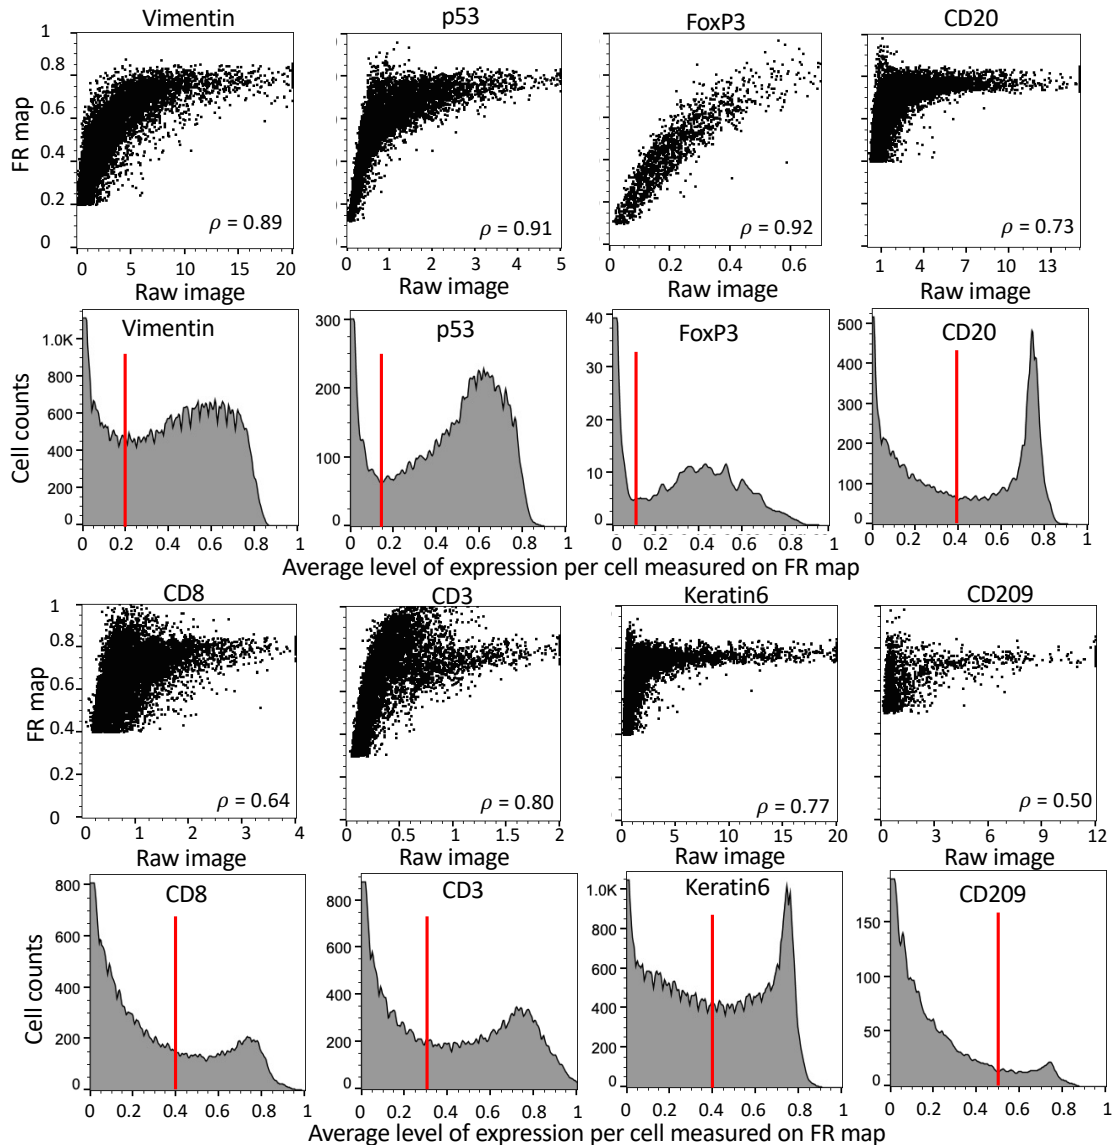 Vimentin p53 FoxP3 CD20
FR map
1
0.8
0.6
0.4
0.2
0
ρ = 0.89 ρ = 0.91 ρ = 0.92 ρ = 0.73
0 5 10 15 20 0 1 2 3 4 5 0 0.2 0.4 0.6 1 4 7 10 13
Raw image Raw image Raw image Raw image
Vimentin p53 FoxP3 CD20
Cell counts
1.0K 300 40 500
800 400
600 200 30 300
400 100 20 200
200 10 100
0 0 0 0
0 0.2 0.4 0.6 0.8 1 0 0.2 0.4 0.6 0.8 1 0 0.2 0.4 0.6 0.8 1 0 0.2 0.4 0.6 0.8 1
Average level of expression per cell measured on FR map
CD8 CD3 Keratin6 CD209
FR map
1
0.8
0.6
0.4
0.2
0
ρ = 0.64 ρ = 0.80 ρ = 0.77 ρ = 0.50
0 1 2 3 4 0 0.5 1 1.5 2 0 5 10 15 20 0 3 6 9 12
Raw image Raw image Raw image Raw image
CD8 CD3 Keratin6 CD209
Cell counts
800 800 1.0K 150
600 600 800 100
400 400 600 50
200 200 400 0
0 0 200
0
0 0.2 0.4 0.6 0.8 1 0 0.2 0.4 0.6 0.8 1 0 0.2 0.4 0.6 0.8 1 0 0.2 0.4 0.6 0.8 1
Average level of expression per cell measured on FR map